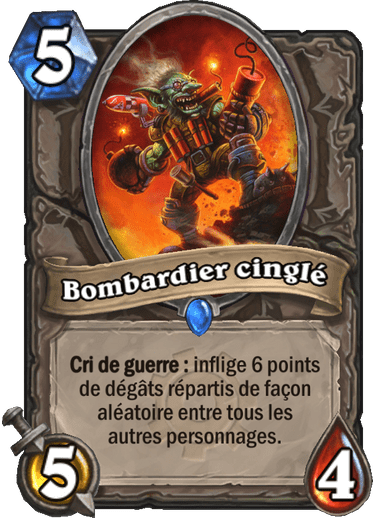 5
Bombardier cinglé
Cri de guerre : inflige 6 points
de dégâts répartis de façon
aléatoire entre tous les
autres personnages.
5
4